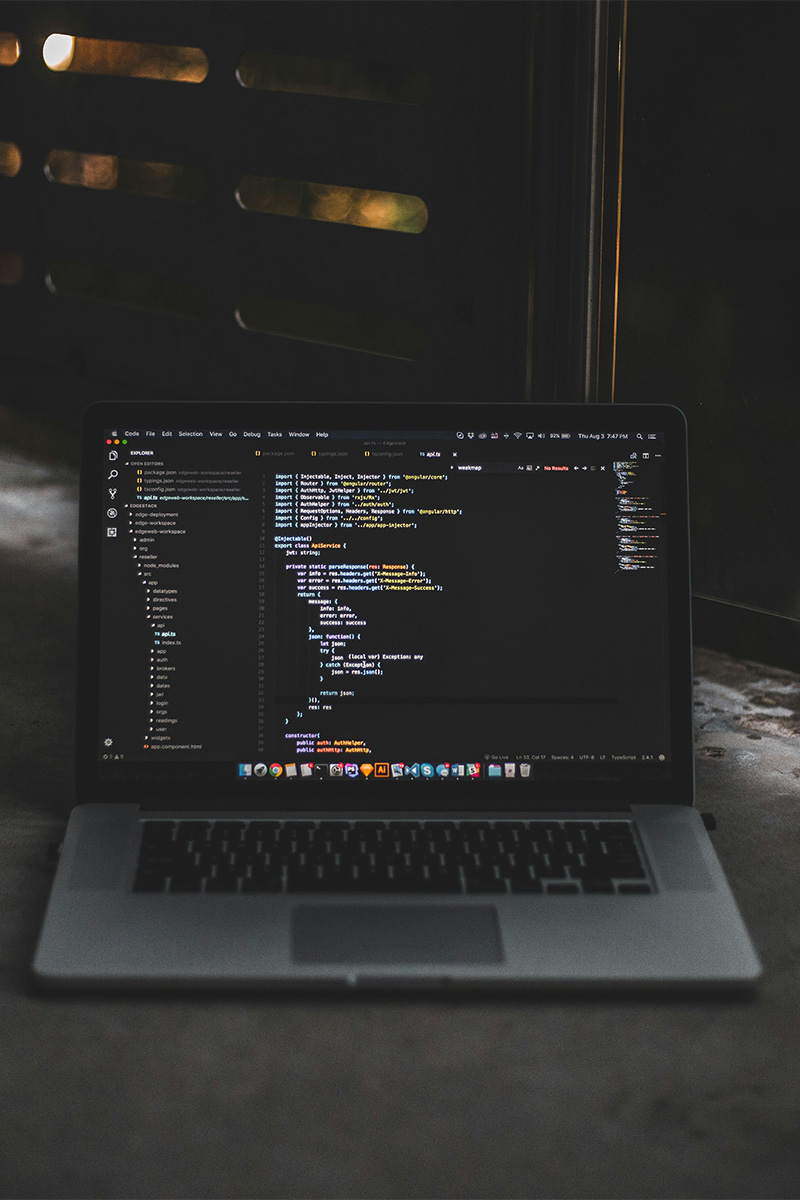 Code File Edit Selection View Go Debug Tasks Window Help 92% Thu Aug 3 7:47 PM
api.ts — Edgestack
EXPLORER
package.json typings.json tsconfig.json TS api.ts
OPEN EDITORS
package.json edgeweb-workspace/reseller
typings.json edgeweb-workspace/reseller
tsconfig.json edgeweb-workspace/reseller
TS api.ts edgeweb-workspace/reseller/src/app/s...
EDGESTACK
edge-deployment
edge-workspace
edgeweb-workspace
admin
org
reseller
node_modules
src
app
datatypes
directives
pages
services
api
TS api.ts
TS index.ts
app
auth
brokers
data
dates
jwt
login
orgs
readings
user
widgets
app.component.html
weakmap Aa No Results
import { Injectable, Inject, Injector } from '@angular/core';
import { Router } from '@angular/router';
import { AuthHttp, JwtHelper } from '../jwt/jwt';
import { Observable } from 'rxjs/Rx';
import { AuthHelper } from '../auth/auth';
import { RequestOptions, Headers, Response } from '@angular/http';
import { Config } from '../../config';
import { appInjector } from '../app/app-injector';
@Injectable()
export class ApiService {
jwt: string;
private static parseResponse(res: Response) {
var info = res.headers.get("X-Message-Info");
var error = res.headers.get("X-Message-Error");
var success = res.headers.get("X-Message-Success");
return {
message: {
info: info,
error: error,
success: success
},
json: function() {
let json;
try {
json (local var) Exception: any
} catch (Exception) {
json = res.json();
}
return json;
}(),
res: res
};
}
constructor(
public auth: AuthHelper,
public authHttp: AuthHttp,
Go Live Ln 33, Col 17 Spaces: 4 UTF-8 LF TypeScript 2.4.1
Ai